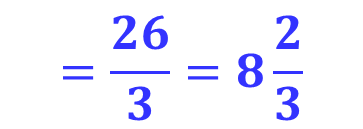 = 26/3 = 8 2/3